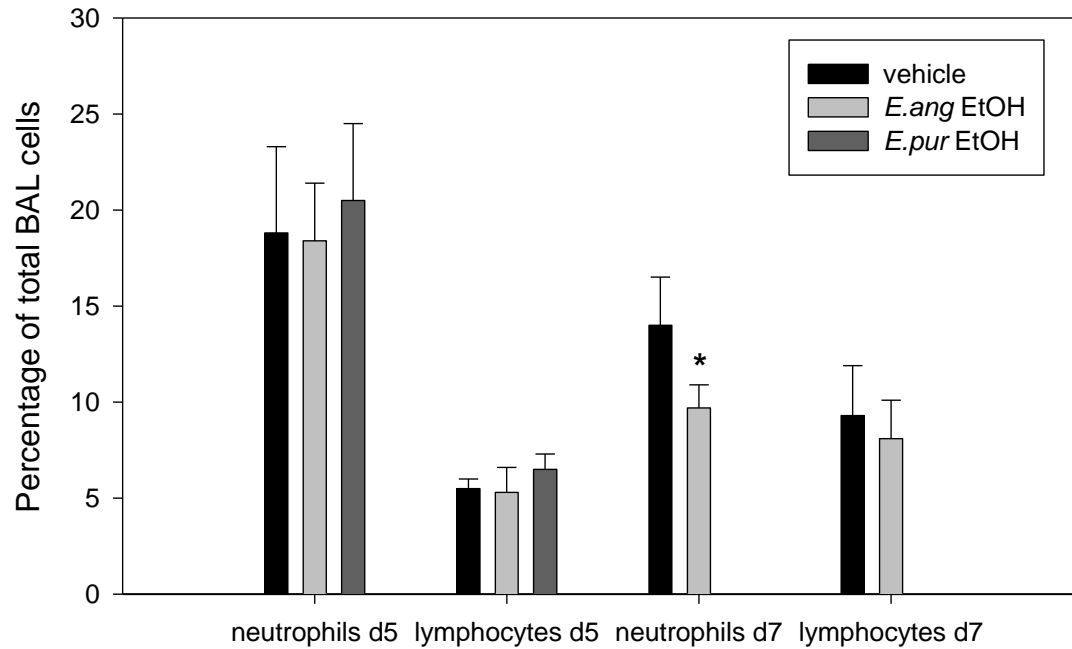 30
25
20
15
10
5
0
Percentage of total BAL cells
vehicle
E.ang EtOH
E.pur EtOH
*
neutrophils d5 lymphocytes d5 neutrophils d7 lymphocytes d7